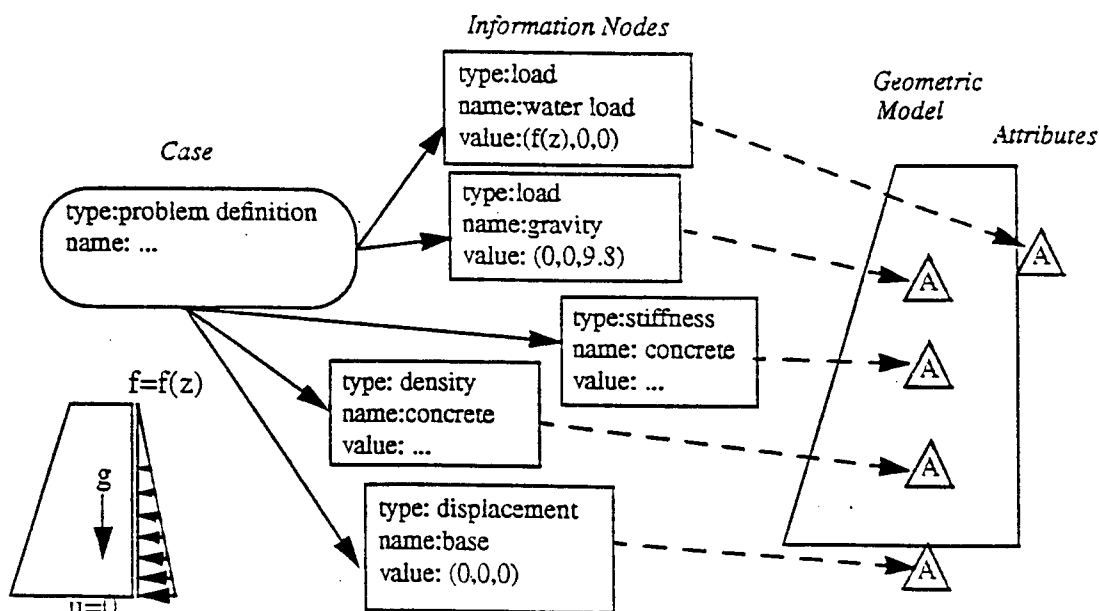 Information Nodes
type:load
name:water load
value:(f(z),0,0)
Geometric
Model
Attributes
Case
type:problem definition
name: ...
type:load
name:gravity
value: (0,0,9.8)
A
A
type:stiffness
name: concrete
value: ...
A
f=f(z)
type: density
name:concrete
value: ...
A
g
type: displacement
name:base
value: (0,0,0)
A
u=0